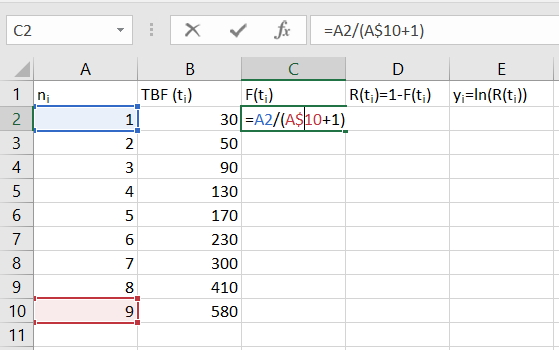 C2 fx =A2/(A$10+1)
A B C D E
1 nᵢ TBF (tᵢ) F(tᵢ) R(tᵢ)=1-F(tᵢ) yᵢ=ln(R(tᵢ))
2 1 30 =A2/(A$10+1)
3 2 50
4 3 90
5 4 130
6 5 170
7 6 230
8 7 300
9 8 410
10 9 580
11